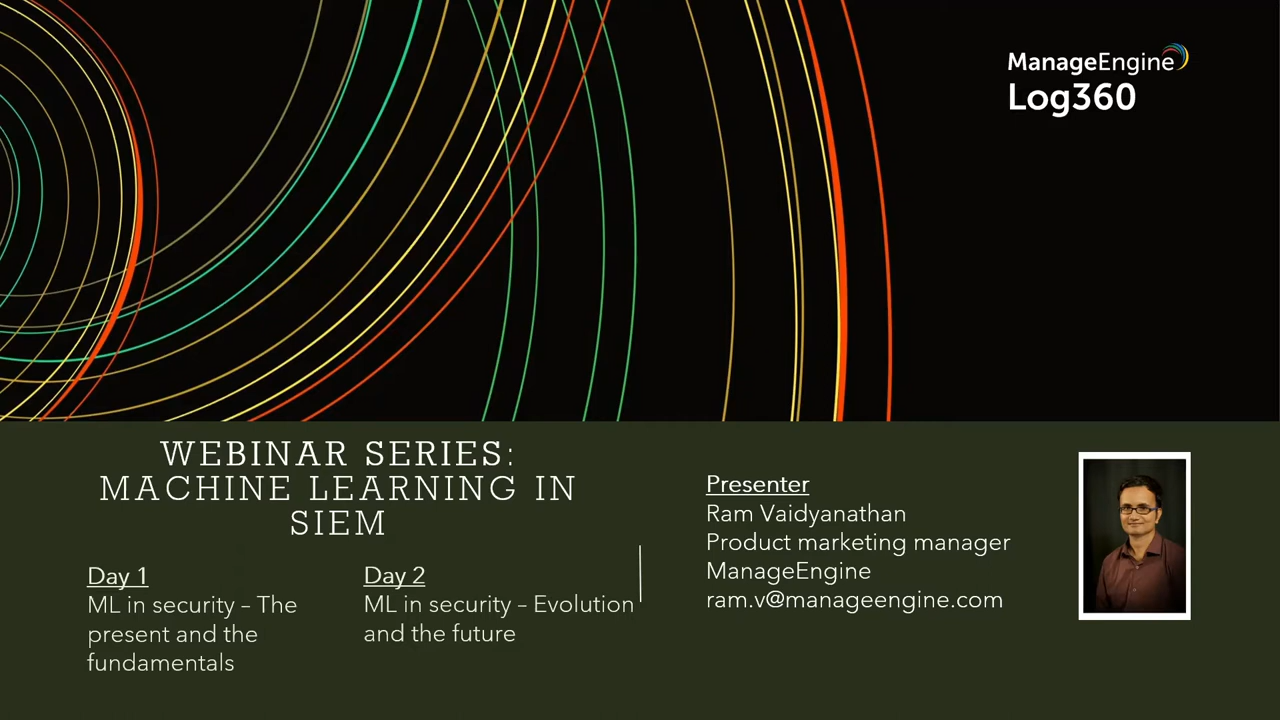 ManageEngine
Log360
WEBINAR SERIES:
MACHINE LEARNING IN
SIEM
Day 1
ML in security – The
present and the
fundamentals
Day 2
ML in security – Evolution
and the future
Presenter
Ram Vaidyanathan
Product marketing manager
ManageEngine
ram.v@manageengine.com